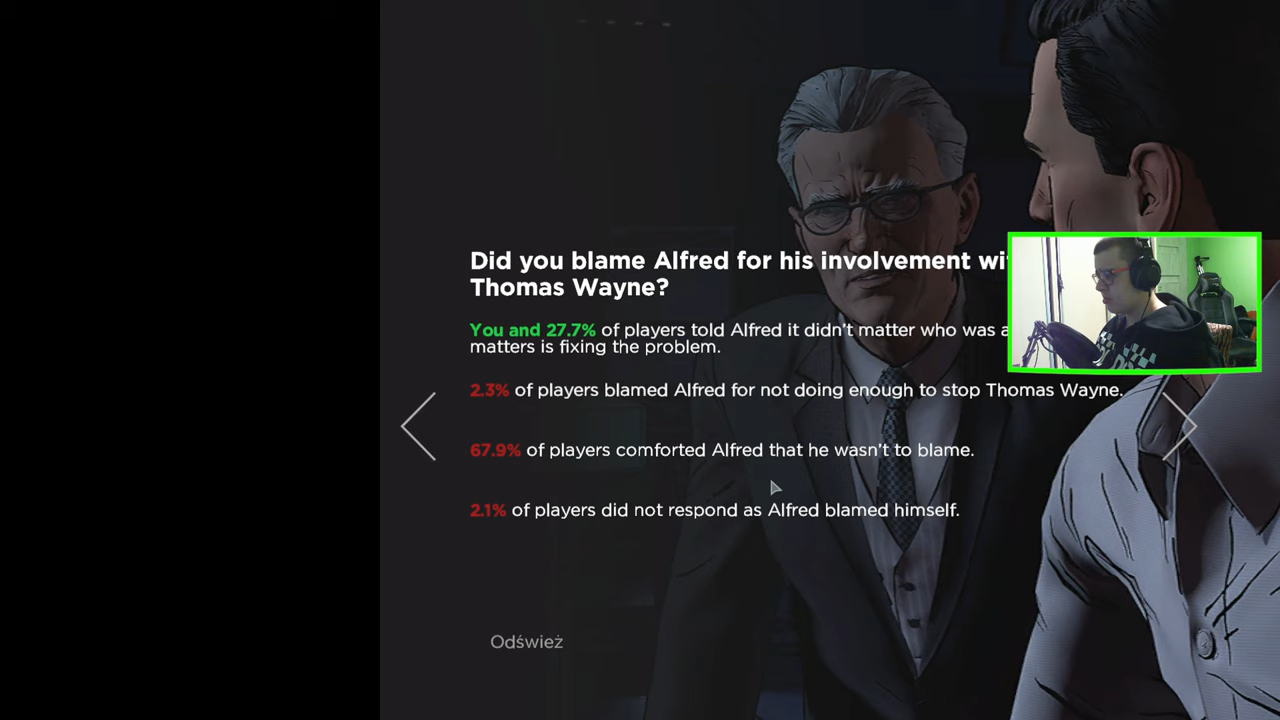 Did you blame Alfred for his involvement
Thomas Wayne?
You and 27.7% of players told Alfred it didn't matter who was
matters is fixing the problem.
2.3% of players blamed Alfred for not doing enough to stop Thomas Wayne.
67.9% of players comforted Alfred that he wasn't to blame.
2.1% of players did not respond as Alfred blamed himself.
Odśwież